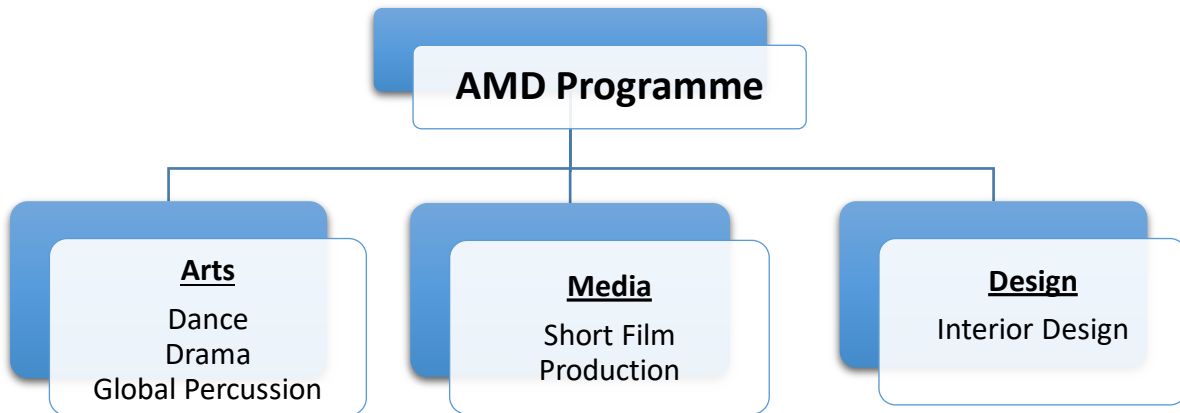 AMD Programme
Arts
Dance
Drama
Global Percussion
Media
Short Film
Production
Design
Interior Design